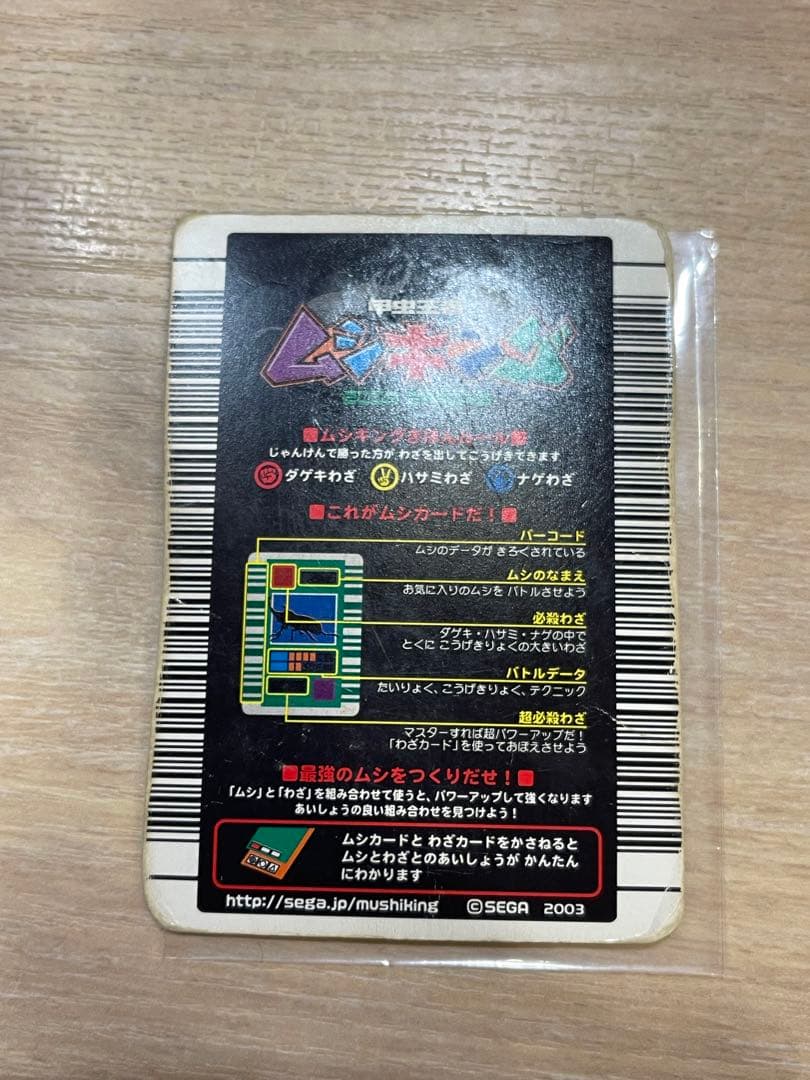 甲虫王者
ムシキング
■ムシキングきほんルール■
じゃんけんで勝った方が わざを出してこうげきできます
ダゲキわざ ハサミわざ ナゲわざ
■これがムシカードだ！■
バーコード
ムシのデータが きろくされている
ムシのなまえ
お気に入りのムシを バトルさせよう
必殺わざ
ダゲキ・ハサミ・ナゲの中で
とくに こうげきりょくの大きいわざ
バトルデータ
たいりょく、こうげきりょく、テクニック
超必殺わざ
マスターすれば超パワーアップだ！
「わざカード」を使っておぼえさせよう
■最強のムシをつくりだせ！■
「ムシ」と「わざ」を組み合わせて使うと、パワーアップして強くなります
あいしょうの良い組み合わせを見つけよう！
ムシカードと わざカードをかさねると
ムシとわざとのあいしょうが かんたん
にわかります
http://sega.jp/mushiking ©SEGA 2003